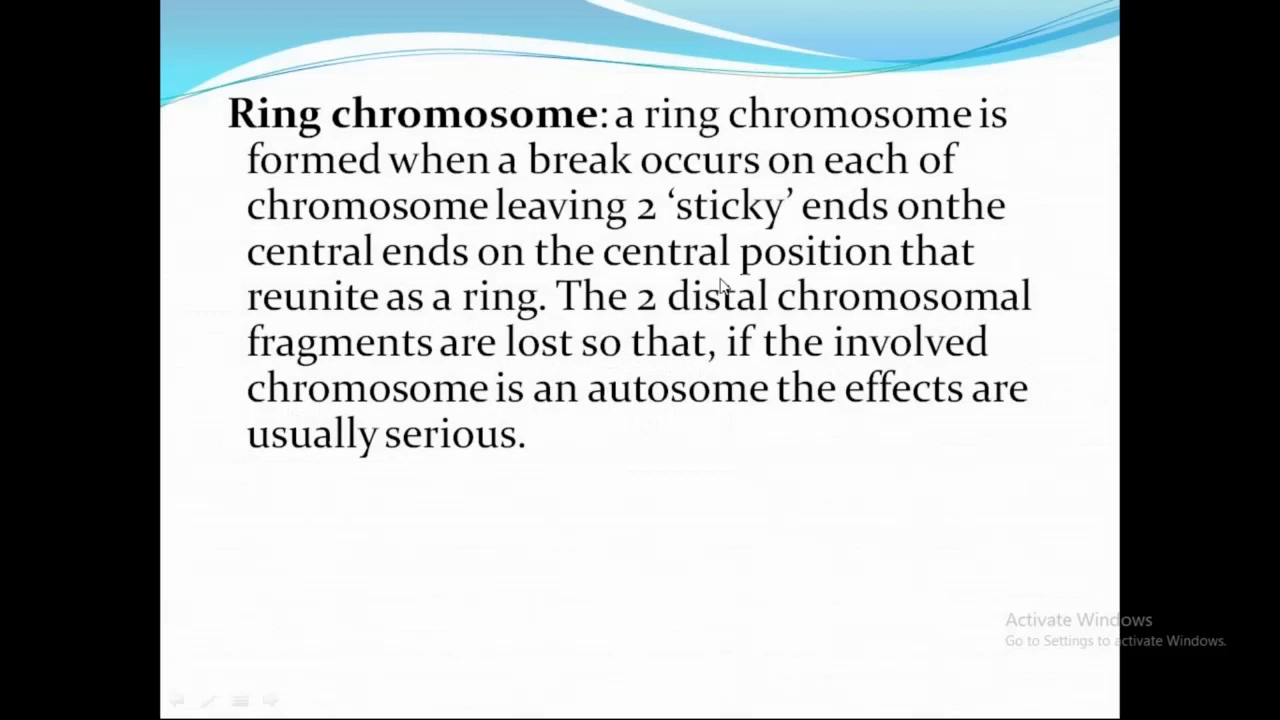 Ring chromosome: a ring chromosome is
formed when a break occurs on each of
chromosome leaving 2 ‘sticky’ ends onthe
central ends on the central position that
reunite as a ring. The 2 distal chromosomal
fragments are lost so that, if the involved
chromosome is an autosome the effects are
usually serious.
Activate Windows
Go to Settings to activate Windows.